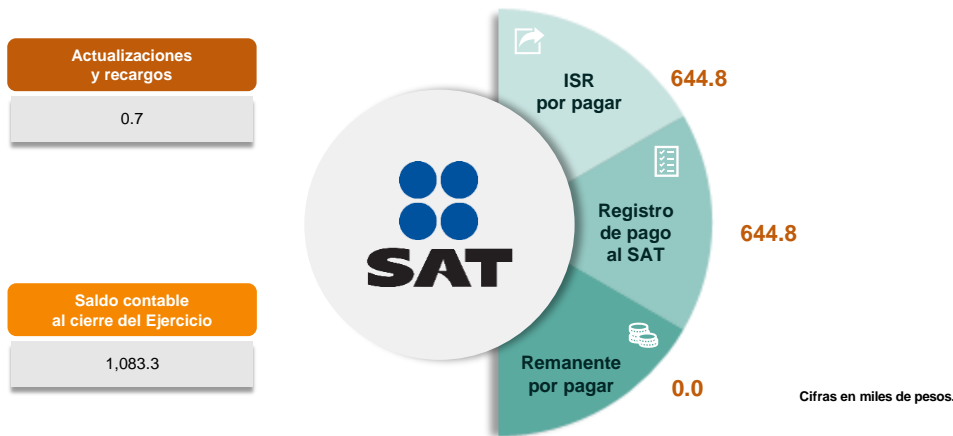 Actualizaciones
y recargos
0.7
Saldo contable
al cierre del Ejercicio
1,083.3
SAT
ISR
por pagar
644.8
Registro
de pago
al SAT
644.8
Remanente
por pagar
0.0
Cifras en miles de pesos.